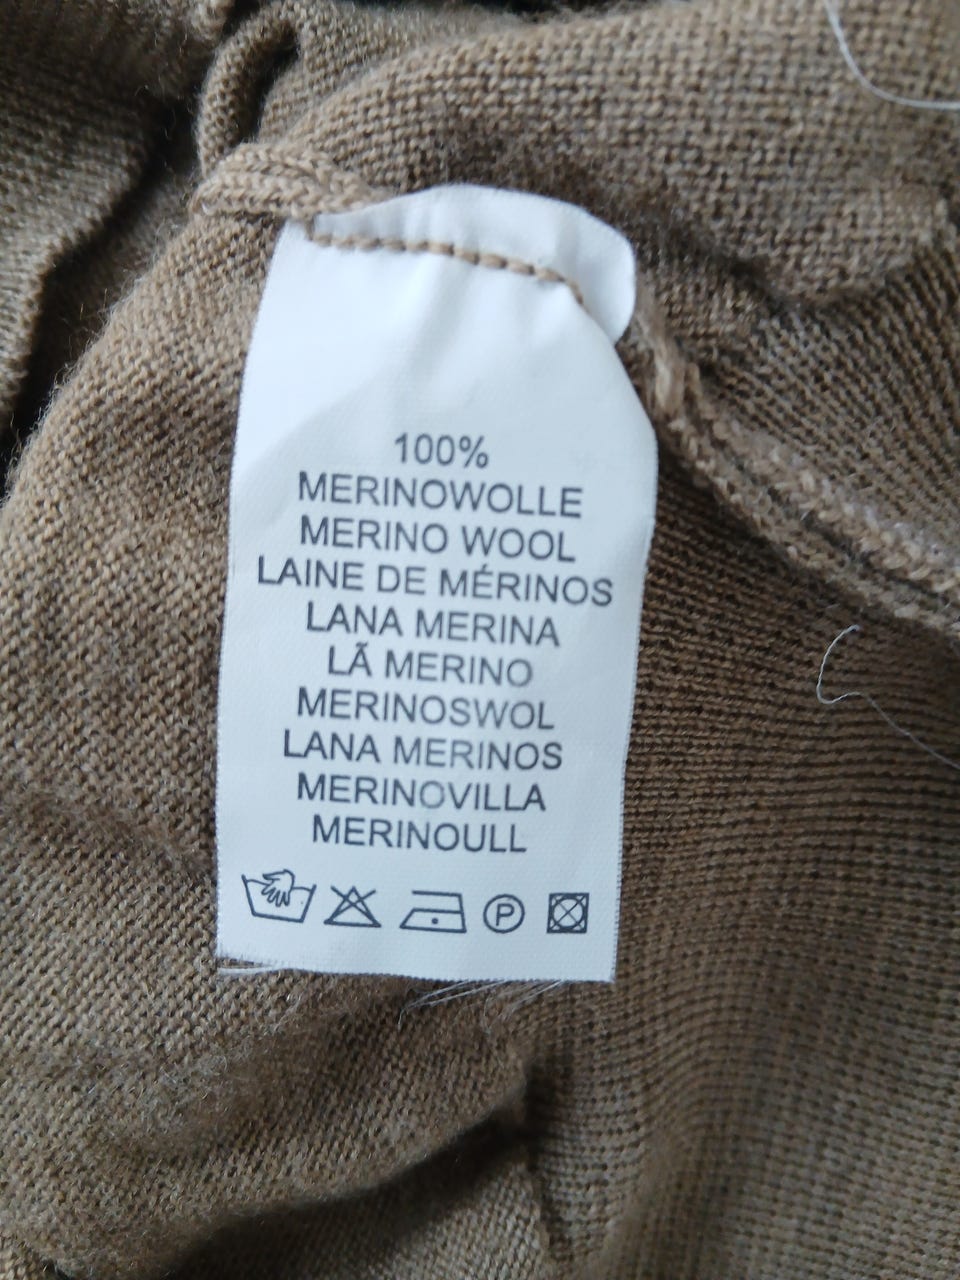 100%
MERINOWOLLE
MERINO WOOL
LAINE DE MÉRINOS
LANA MERINA
LÃ MERINO
MERINOSWOL
LANA MERINOS
MERINOVILLA
MERINOULL
P